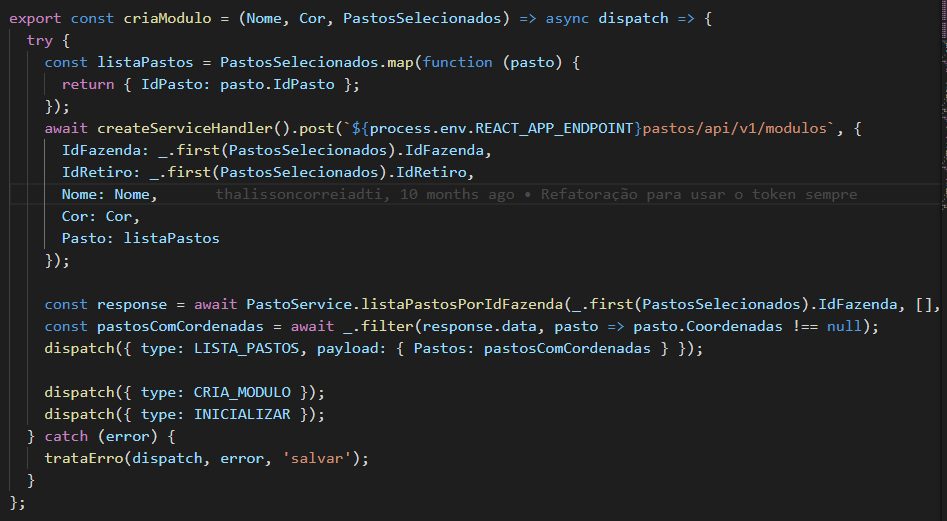 export const criaModulo = (Nome, Cor, PastosSelecionados) => async dispatch => {
try {
const listaPastos = PastosSelecionados.map(function (pasto) {
return { IdPasto: pasto.IdPasto };
});
await createServiceHandler().post(`${process.env.REACT_APP_ENDPOINT}pastos/api/v1/modulos`, {
IdFazenda: _.first(PastosSelecionados).IdFazenda,
IdRetiro: _.first(PastosSelecionados).IdRetiro,
Nome: Nome, thalissoncorreiadti, 10 months ago • Refatoração para usar o token sempre
Cor: Cor,
Pasto: listaPastos
});
const response = await PastoService.listaPastosPorIdFazenda(_.first(PastosSelecionados).IdFazenda, [],
const pastosComCordenadas = await _.filter(response.data, pasto => pasto.Coordenadas !== null);
dispatch({ type: LISTA_PASTOS, payload: { Pastos: pastosComCordenadas } });
dispatch({ type: CRIA_MODULO });
dispatch({ type: INICIALIZAR });
} catch (error) {
trataErro(dispatch, error, 'salvar');
}
};